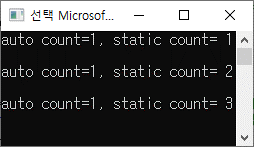 선택 Microsof...
auto count=1, static count= 1
auto count=1, static count= 2
auto count=1, static count= 3